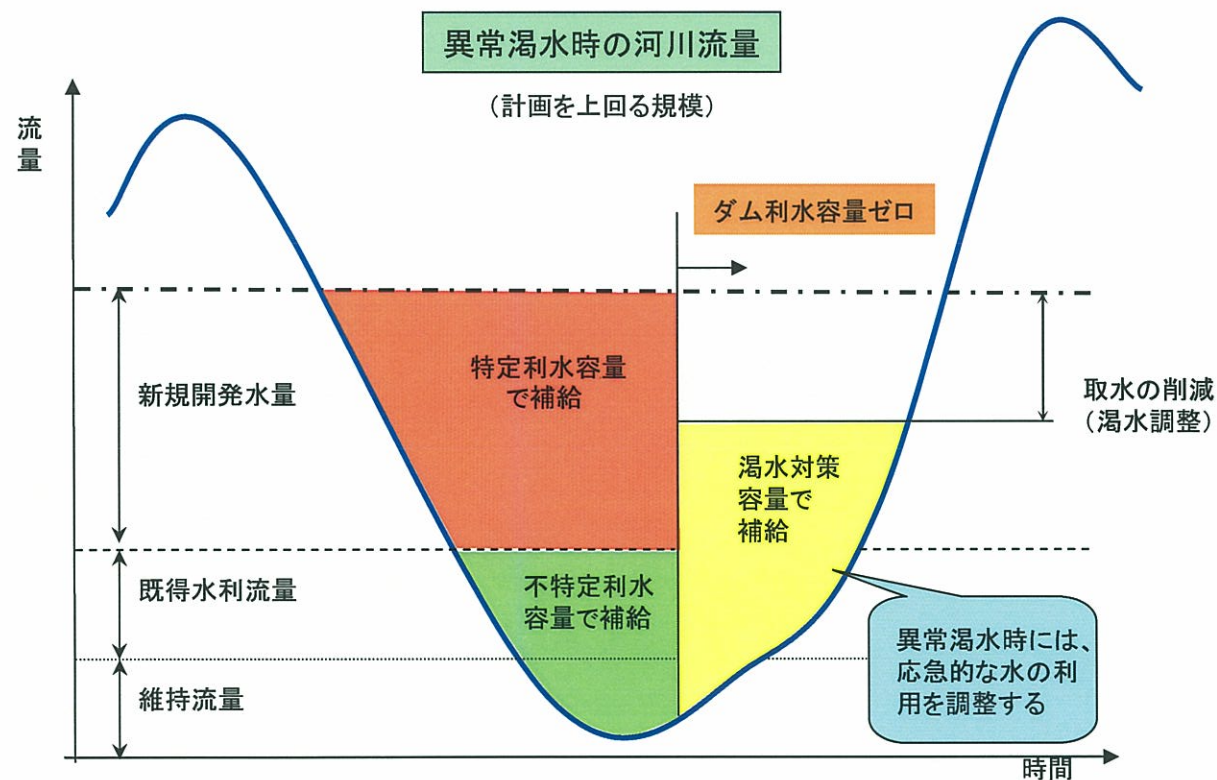 異常渇水時の河川流量
（計画を上回る規模）
流
量
ダム利水容量ゼロ
特定利水容量
で補給
新規開発水量
取水の削減
（渇水調整）
渇水対策
容量で
補給
既得水利流量
不特定利水
容量で補給
異常渇水時には、
応急的な水の利
用を調整する
維持流量
時間